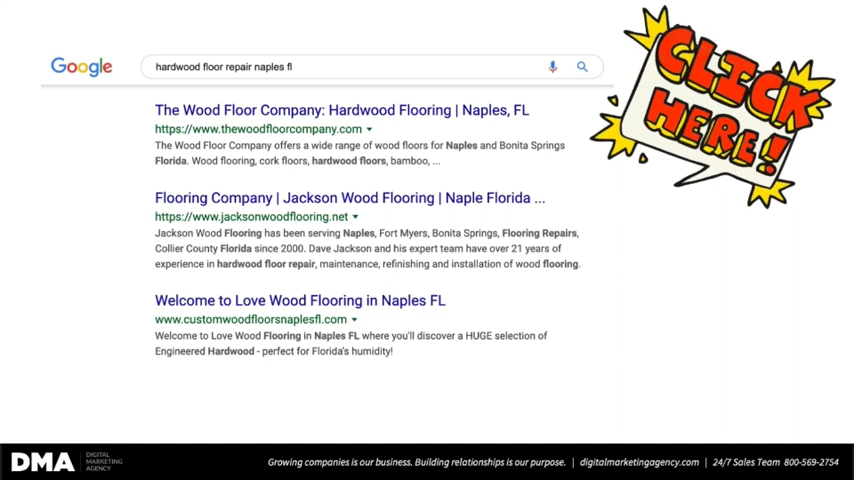 Google
hardwood floor repair naples fl
CLICK
HERE!
The Wood Floor Company: Hardwood Flooring | Naples, FL
https://www.thewoodfloorcompany.com
The Wood Floor Company offers a wide range of wood floors for Naples and Bonita Springs
Florida. Wood flooring, cork floors, hardwood floors, bamboo, ...
Flooring Company | Jackson Wood Flooring | Naple Florida ...
https://www.jacksonwoodflooring.net
Jackson Wood Flooring has been serving Naples, Fort Myers, Bonita Springs, Flooring Repairs,
Collier County Florida since 2000. Dave Jackson and his expert team have over 21 years of
experience in hardwood floor repair, maintenance, refinishing and installation of wood flooring.
Welcome to Love Wood Flooring in Naples FL
www.customwoodfloorsnaplesfl.com
Welcome to Love Wood Flooring in Naples FL where you'll discover a HUGE selection of
Engineered Hardwood - perfect for Florida's humidity!
DMA
DIGITAL
MARKETING
AGENCY
Growing companies is our business. Building relationships is our purpose. | digitalmarketingagency.com | 24/7 Sales Team 800-569-2754